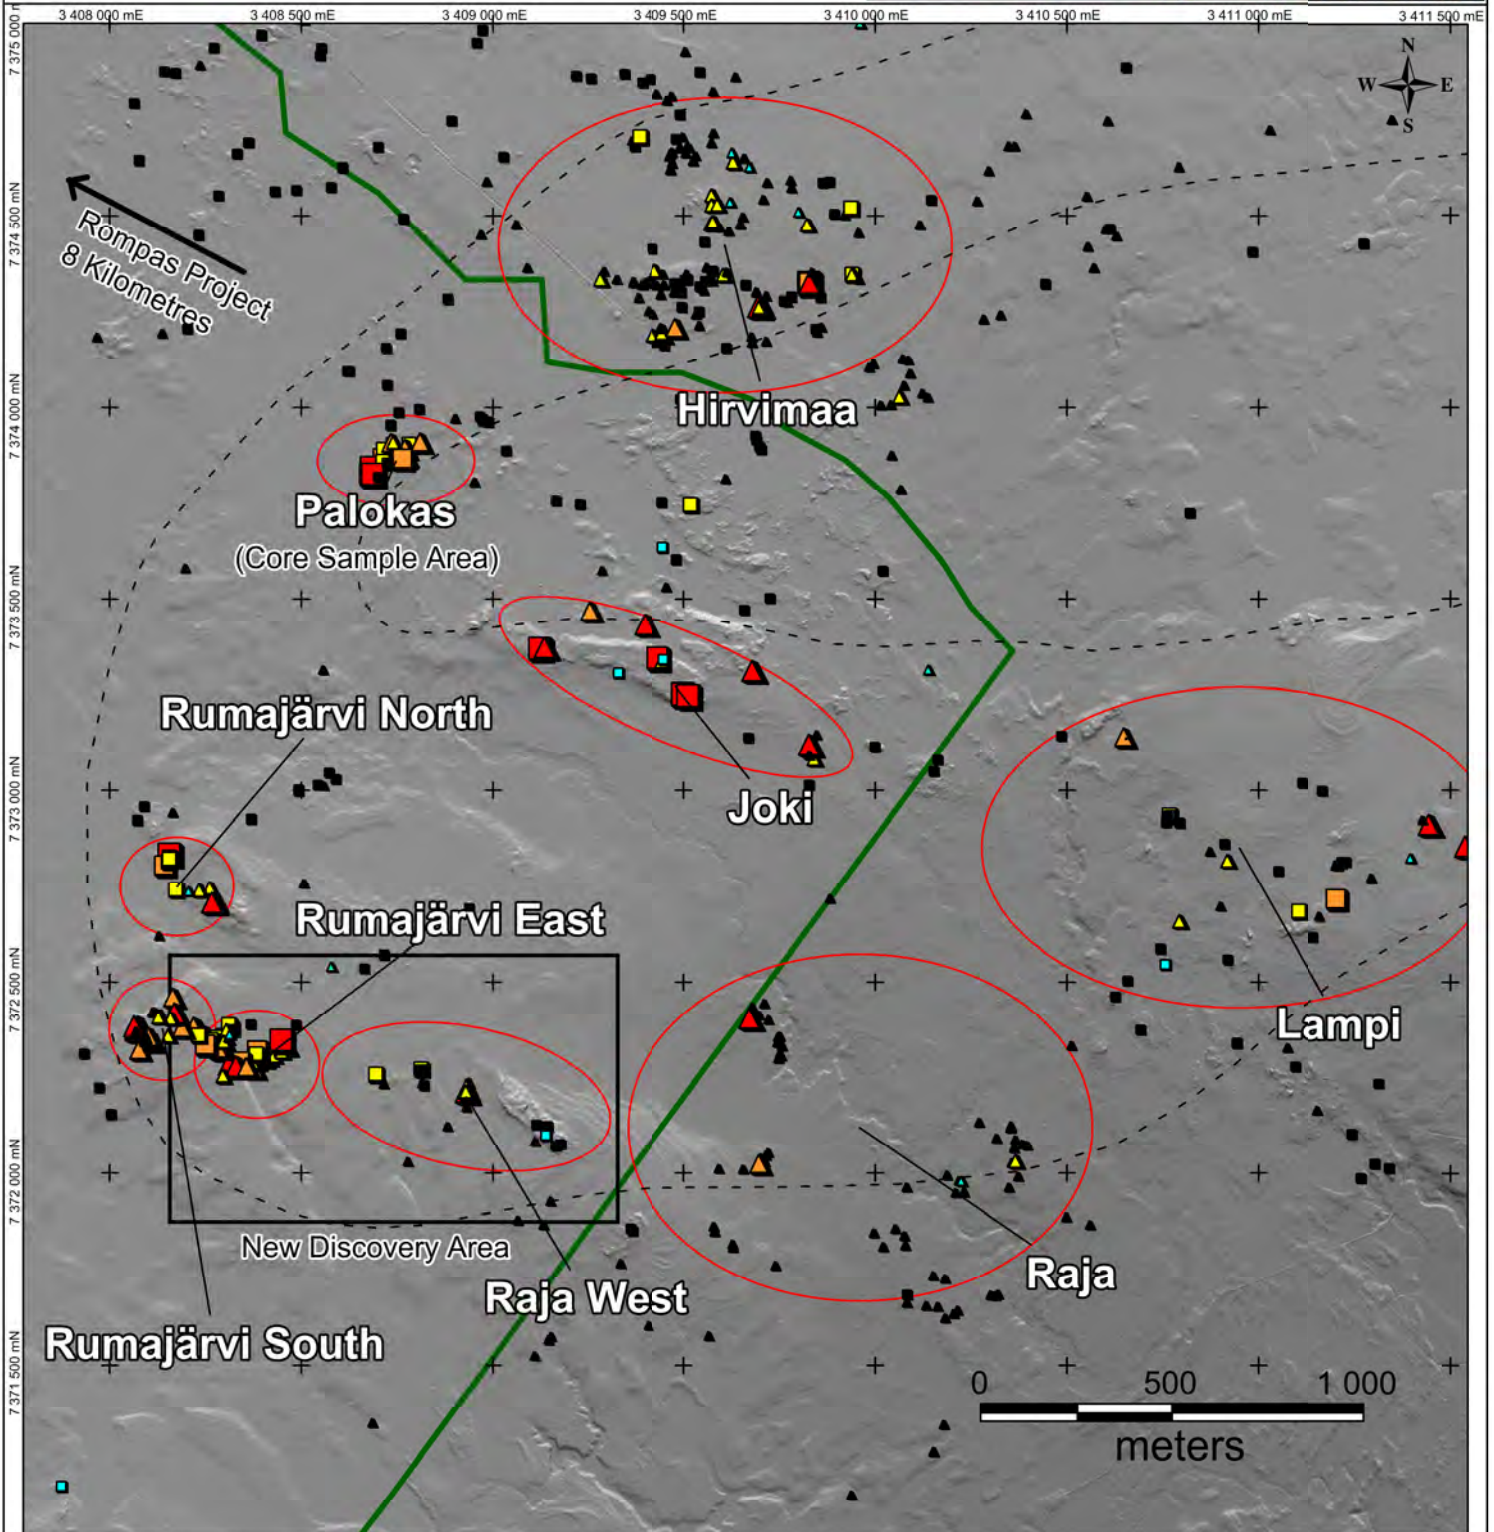 3 408 000 mE
3 408 500 mE
3 409 000 mE
3 409 500 mE
3 410 000 mE
3 410 500 mE
3 411 000 mE
3 411 500 mE
7 375 000 m
N
W E
S
7 374 500 mN
Rompas Project
8 Kilometres
7 374 000 mN
Hirvimaa
Palokas
(Core Sample Area)
7 373 500 mN
Rumajärvi North
Joki
7 373 000 mN
Rumajärvi East
7 372 500 mN
Lampi
7 372 000 mN
New Discovery Area
Raja
Raja West
Rumajärvi South
7 371 500 mN
0 500 1 000
meters